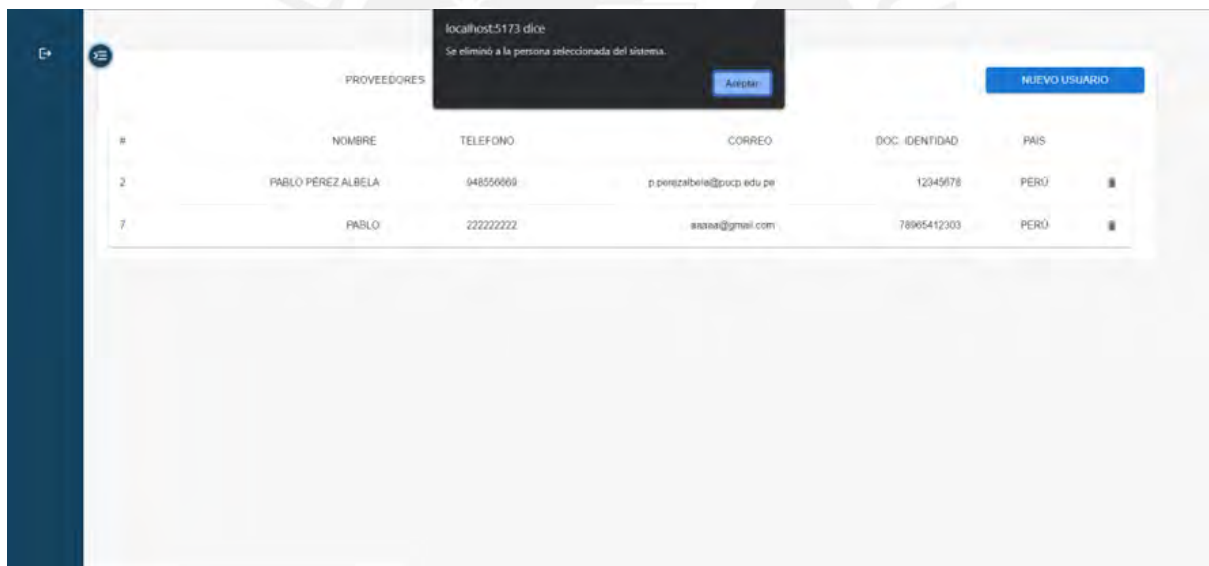 localhost:5173 dice
Se eliminó a la persona seleccionada del sistema.
Aceptar
PROVEEDORES
NUEVO USUARIO
# NOMBRE TELEFONO CORREO DOC. IDENTIDAD PAIS
2 PABLO PÉREZ ALBELA 948556669 p.perezalbela@pucp.edu.pe 12345678 PERÚ
7 PABLO 222222222 aaaaa@gmail.com 78965412303 PERÚ